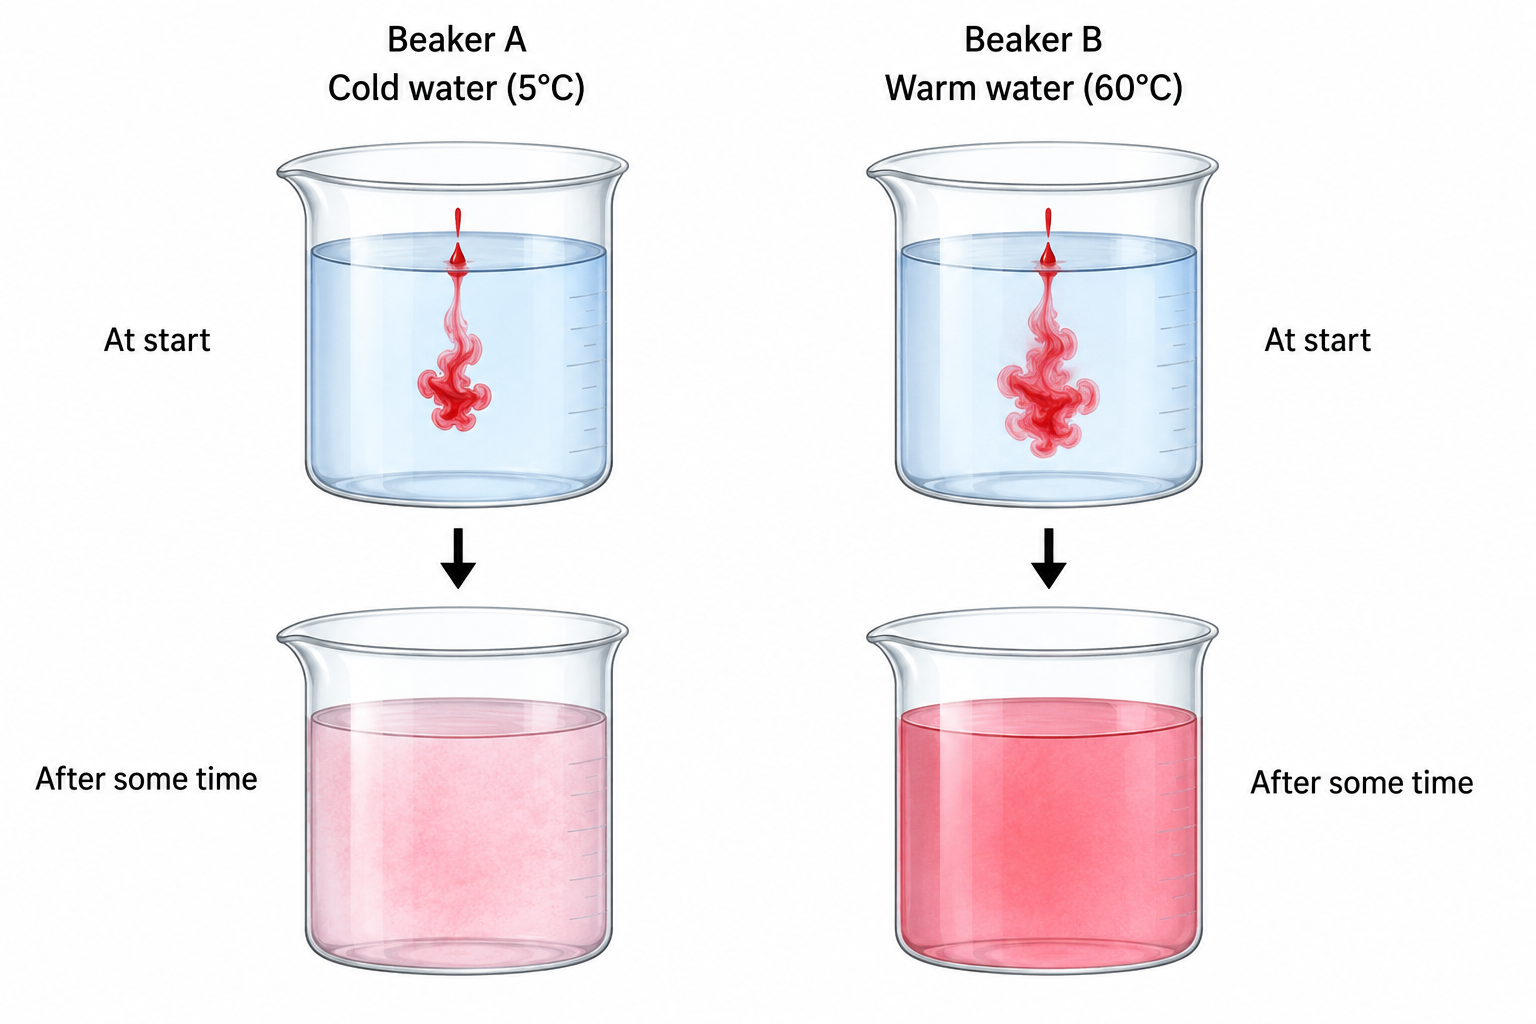 Beaker A
Cold water (5°C)
Beaker B
Warm water (60°C)
At start
At start
After some time
After some time